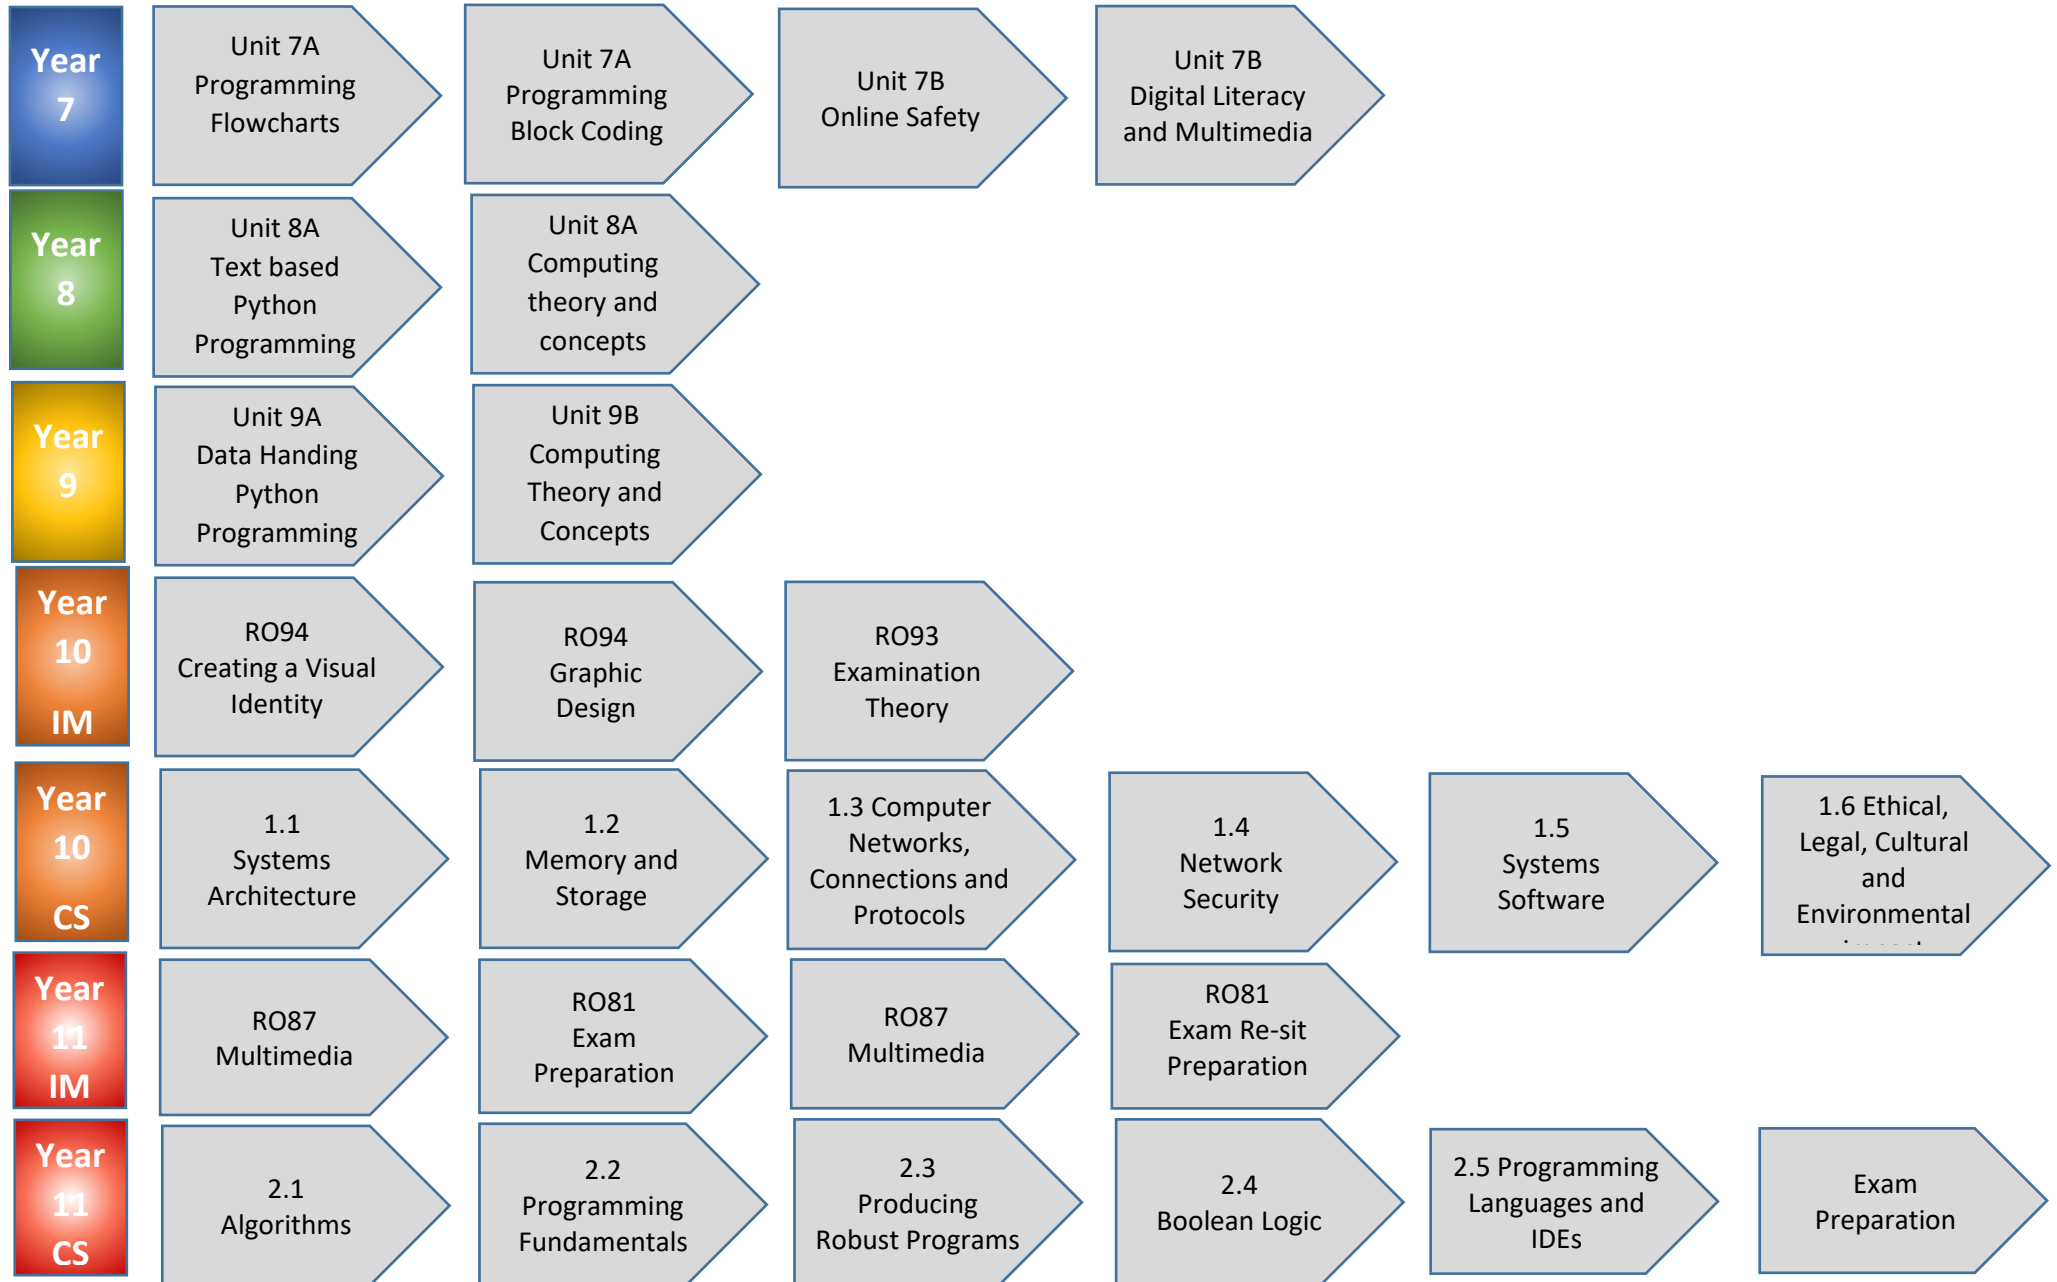 Year
7
Unit 7A
Programming
Flowcharts
Unit 7A
Programming
Block Coding
Unit 7B
Online Safety
Unit 7B
Digital Literacy
and Multimedia
Year
8
Unit 8A
Text based
Python
Programming
Unit 8A
Computing
theory and
concepts
Year
9
Unit 9A
Data Handing
Python
Programming
Unit 9B
Computing
Theory and
Concepts
Year
10
IM
RO94
Creating a Visual
Identity
RO94
Graphic
Design
RO93
Examination
Theory
Year
10
CS
1.1
Systems
Architecture
1.2
Memory and
Storage
1.3 Computer
Networks,
Connections and
Protocols
1.4
Network
Security
1.5
Systems
Software
1.6 Ethical,
Legal, Cultural
and
Environmental
Year
11
IM
RO87
Multimedia
RO81
Exam
Preparation
RO87
Multimedia
RO81
Exam Re-sit
Preparation
Year
11
CS
2.1
Algorithms
2.2
Programming
Fundamentals
2.3
Producing
Robust Programs
2.4
Boolean Logic
2.5 Programming
Languages and
IDEs
Exam
Preparation